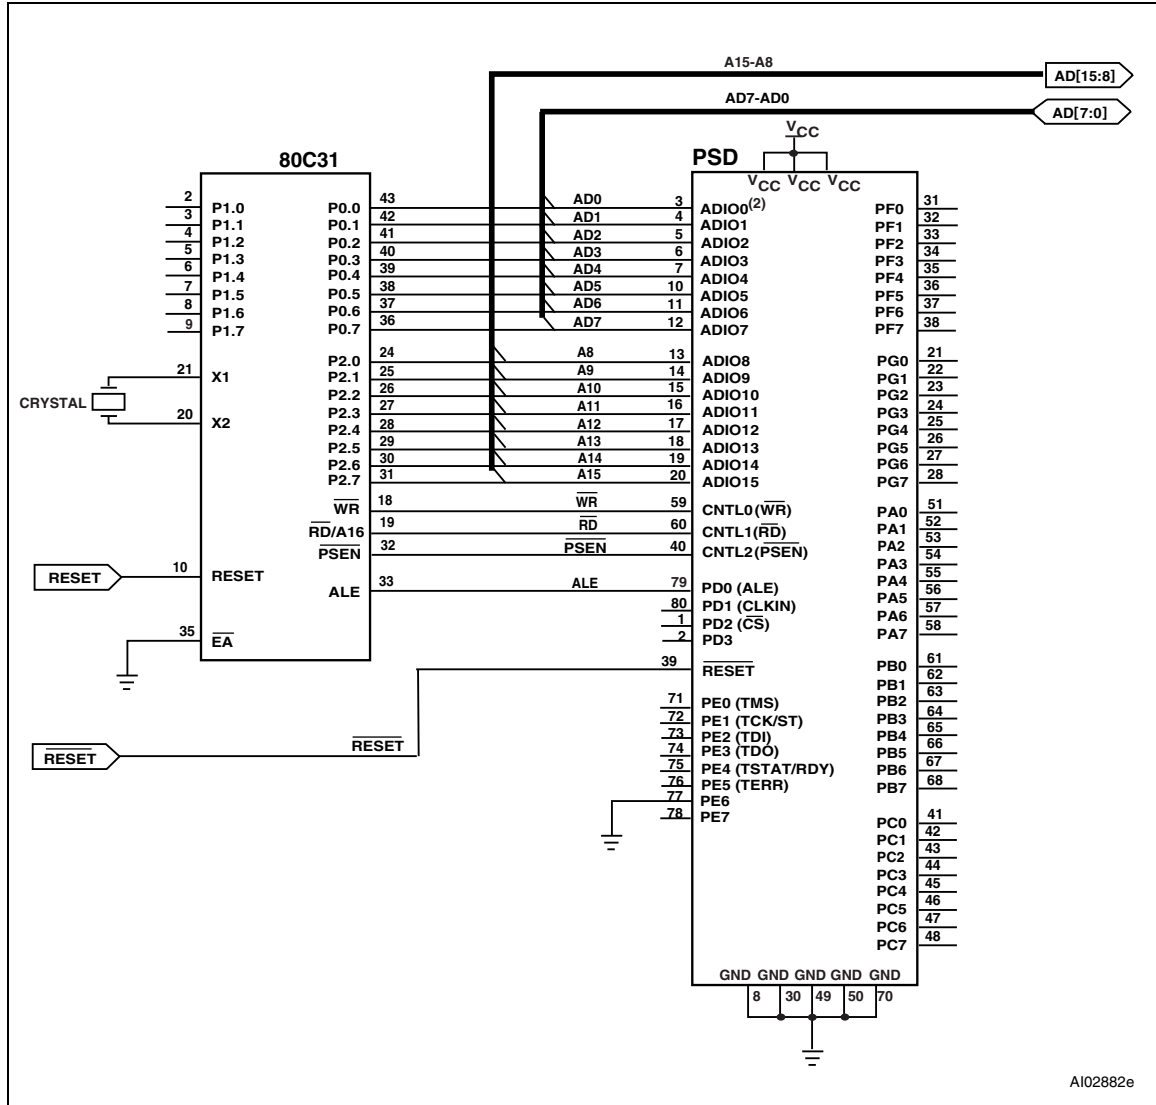 A15-A8
AD[15:8]
AD7-AD0
AD[7:0]
VCC
80C31
PSD
VCC VCC VCC
2 P1.0
3 P1.1
4 P1.2
5 P1.3
6 P1.4
7 P1.5
8 P1.6
9 P1.7
21 X1
CRYSTAL
20 X2
RESET 10 RESET
35 E̅A̅
P0.0 43 AD0 3 ADIO0(2)
P0.1 42 AD1 4 ADIO1
P0.2 41 AD2 5 ADIO2
P0.3 40 AD3 6 ADIO3
P0.4 39 AD4 7 ADIO4
P0.5 38 AD5 10 ADIO5
P0.6 37 AD6 11 ADIO6
P0.7 36 AD7 12 ADIO7
P2.0 24 A8 13 ADIO8
P2.1 25 A9 14 ADIO9
P2.2 26 A10 15 ADIO10
P2.3 27 A11 16 ADIO11
P2.4 28 A12 17 ADIO12
P2.5 29 A13 18 ADIO13
P2.6 30 A14 19 ADIO14
P2.7 31 A15 20 ADIO15
W̅R̅ 18 W̅R̅ 59 CNTL0(W̅R̅)
R̅D̅/A16 19 R̅D̅ 60 CNTL1(R̅D̅)
P̅S̅E̅N̅ 32 P̅S̅E̅N̅ 40 CNTL2(P̅S̅E̅N̅)
ALE 33 ALE 79 PD0 (ALE)
80 PD1 (CLKIN)
1 PD2 (C̅S̅)
2 PD3
39 R̅E̅S̅E̅T̅
R̅E̅S̅E̅T̅ R̅E̅S̅E̅T̅
71 PE0 (TMS)
72 PE1 (TCK/ST)
73 PE2 (TDI)
74 PE3 (TDO)
75 PE4 (TSTAT/RDY)
76 PE5 (TERR)
77 PE6
78 PE7
PF0 31
PF1 32
PF2 33
PF3 34
PF4 35
PF5 36
PF6 37
PF7 38
PG0 21
PG1 22
PG2 23
PG3 24
PG4 25
PG5 26
PG6 27
PG7 28
PA0 51
PA1 52
PA2 53
PA3 54
PA4 55
PA5 56
PA6 57
PA7 58
PB0 61
PB1 62
PB2 63
PB3 64
PB4 65
PB5 66
PB6 67
PB7 68
PC0 41
PC1 42
PC2 43
PC3 44
PC4 45
PC5 46
PC6 47
PC7 48
GND GND GND GND GND
8 30 49 50 70
AI02882e